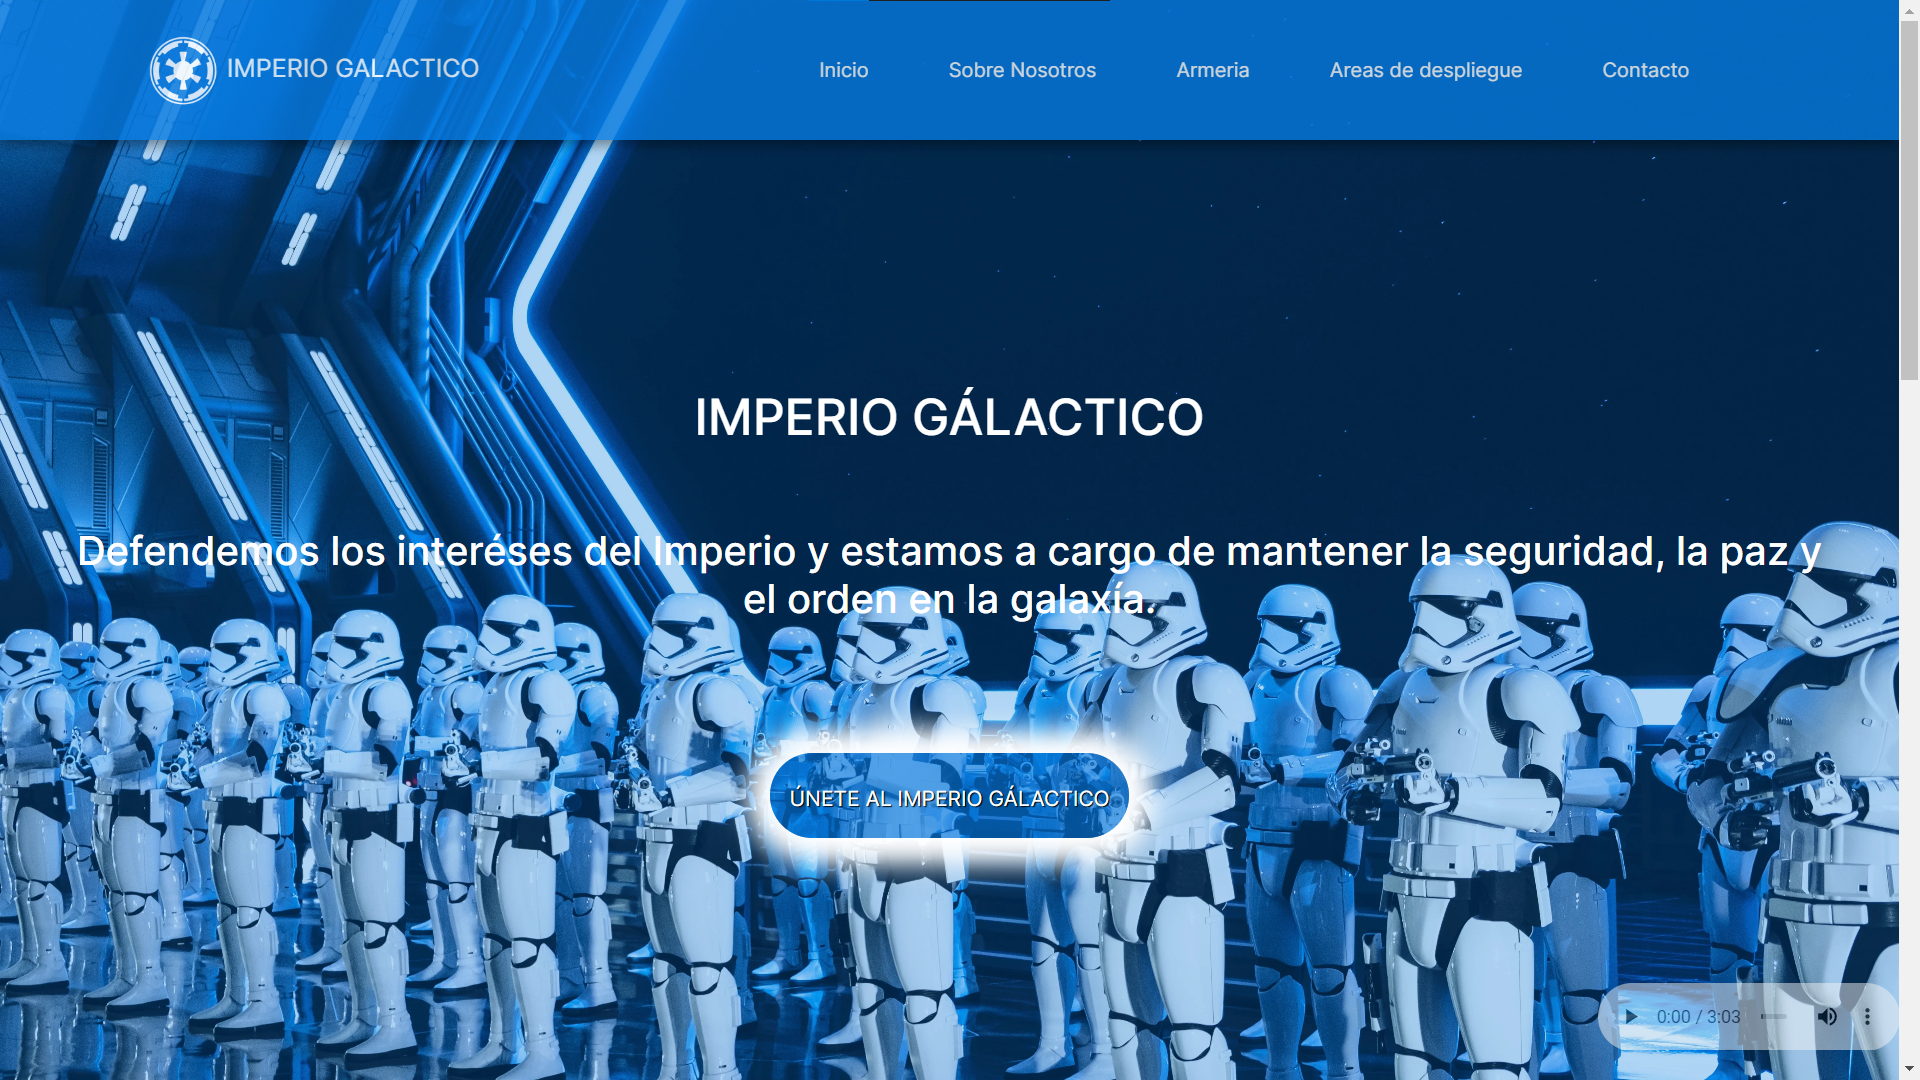 IMPERIO GALACTICO
Inicio
Sobre Nosotros
Armeria
Areas de despliegue
Contacto
IMPERIO GÁLACTICO
Defendemos los interéses del Imperio y estamos a cargo de mantener la seguridad, la paz y
el orden en la galaxía.
ÚNETE AL IMPERIO GÁLACTICO
0:00 / 3:03